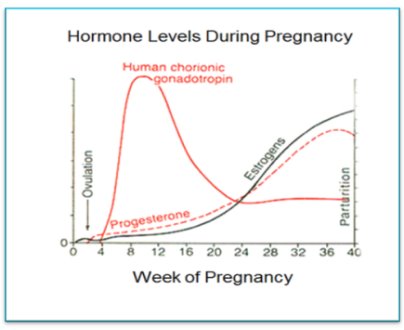 Hormone Levels During Pregnancy
Human chorionic
gonadotropin
Ovulation
Progesterone
Estrogens
Parturition
0
0 4 8 12 16 20 24 28 32 36 40
Week of Pregnancy